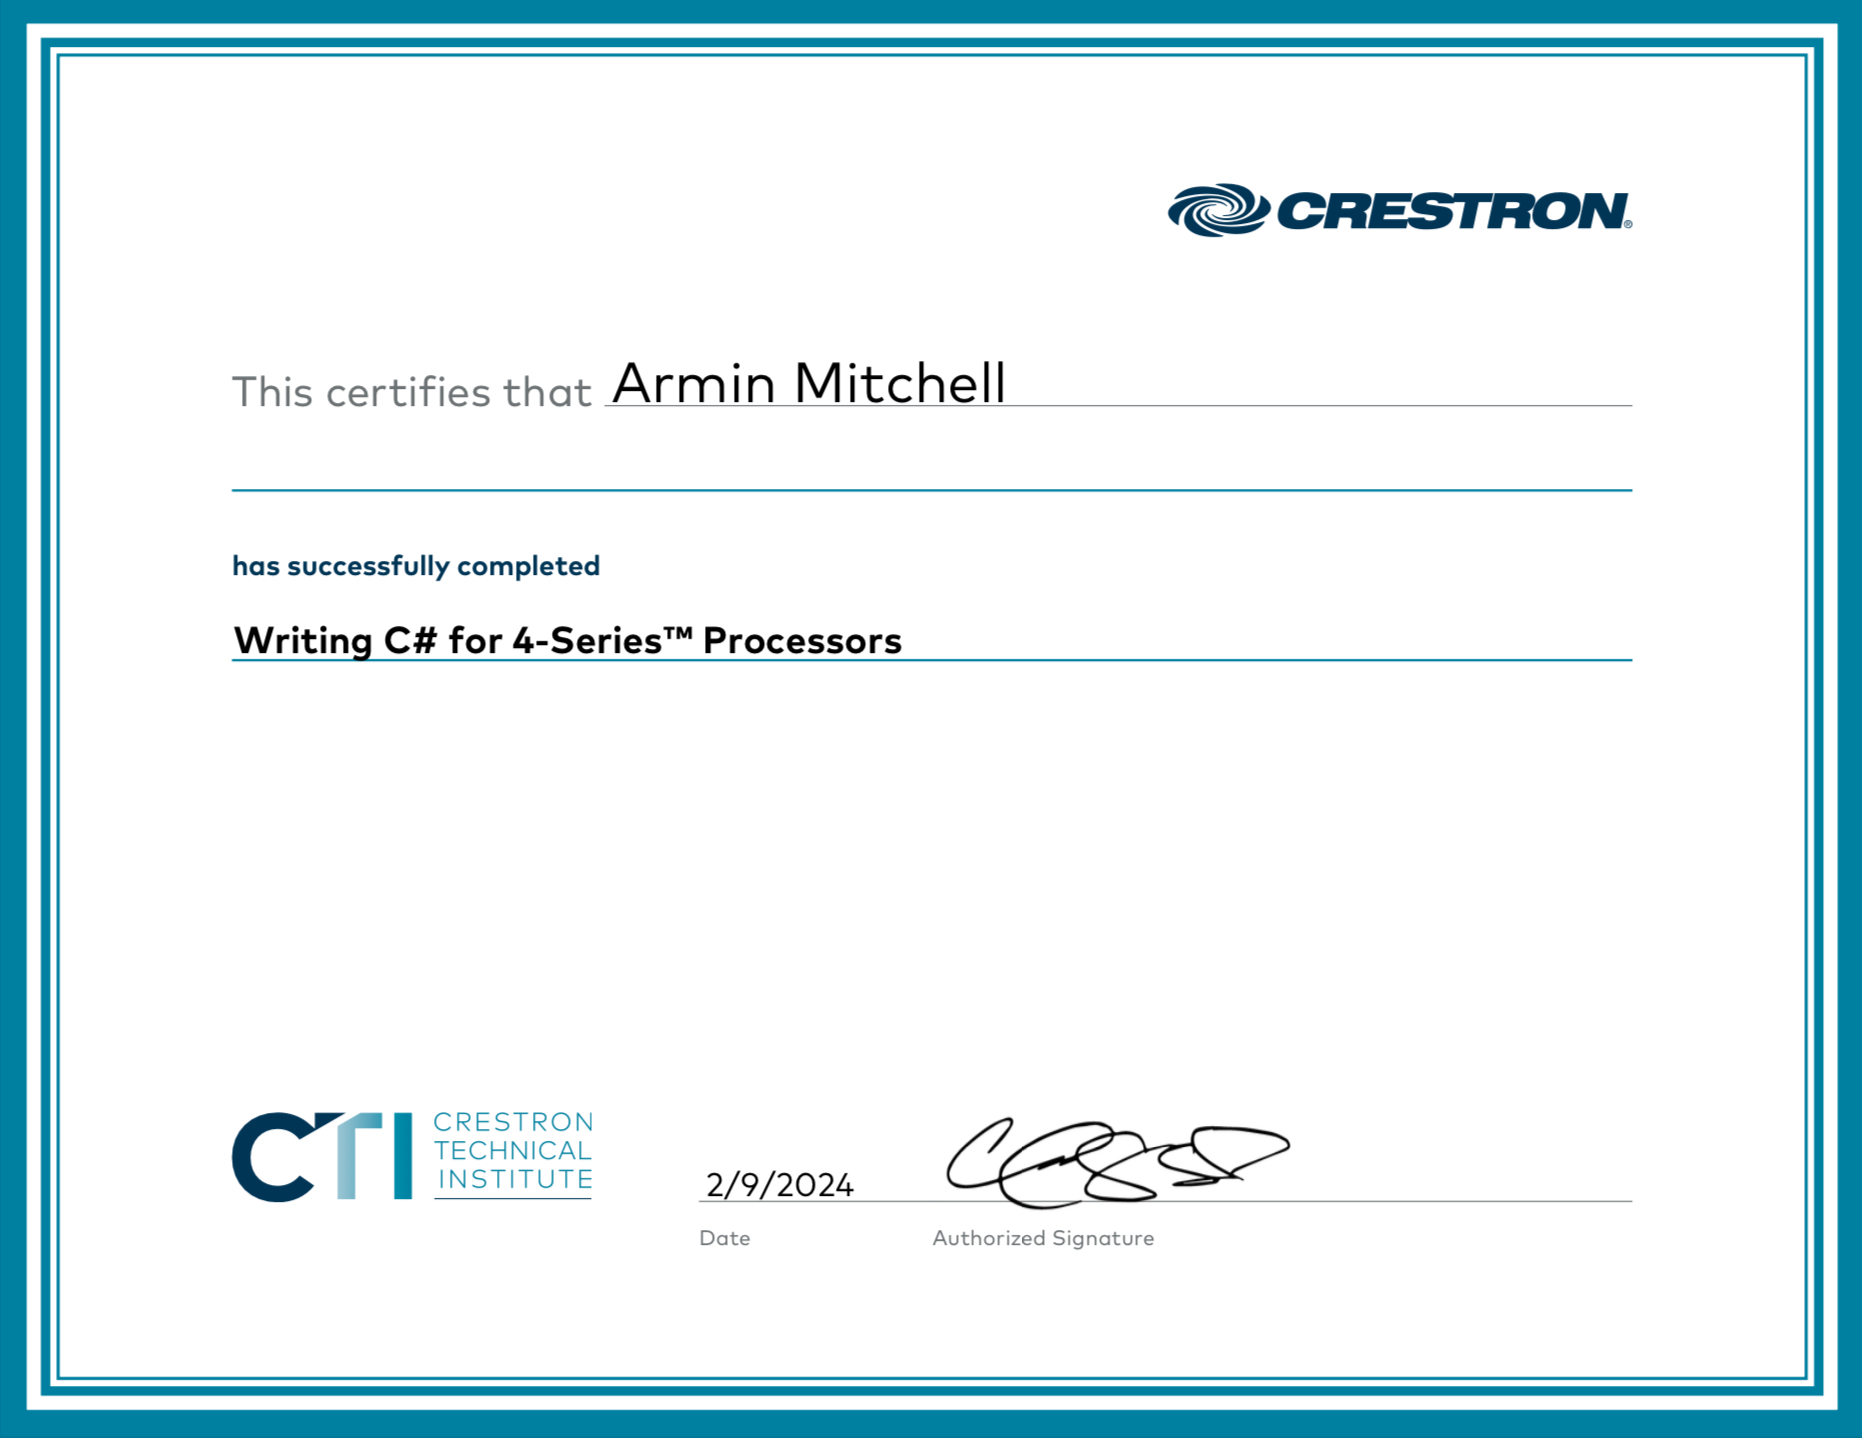 CRESTRON®
This certifies that Armin Mitchell
has successfully completed
Writing C# for 4-Series™ Processors
CTI
CRESTRON
TECHNICAL
INSTITUTE
2/9/2024
Date Authorized Signature